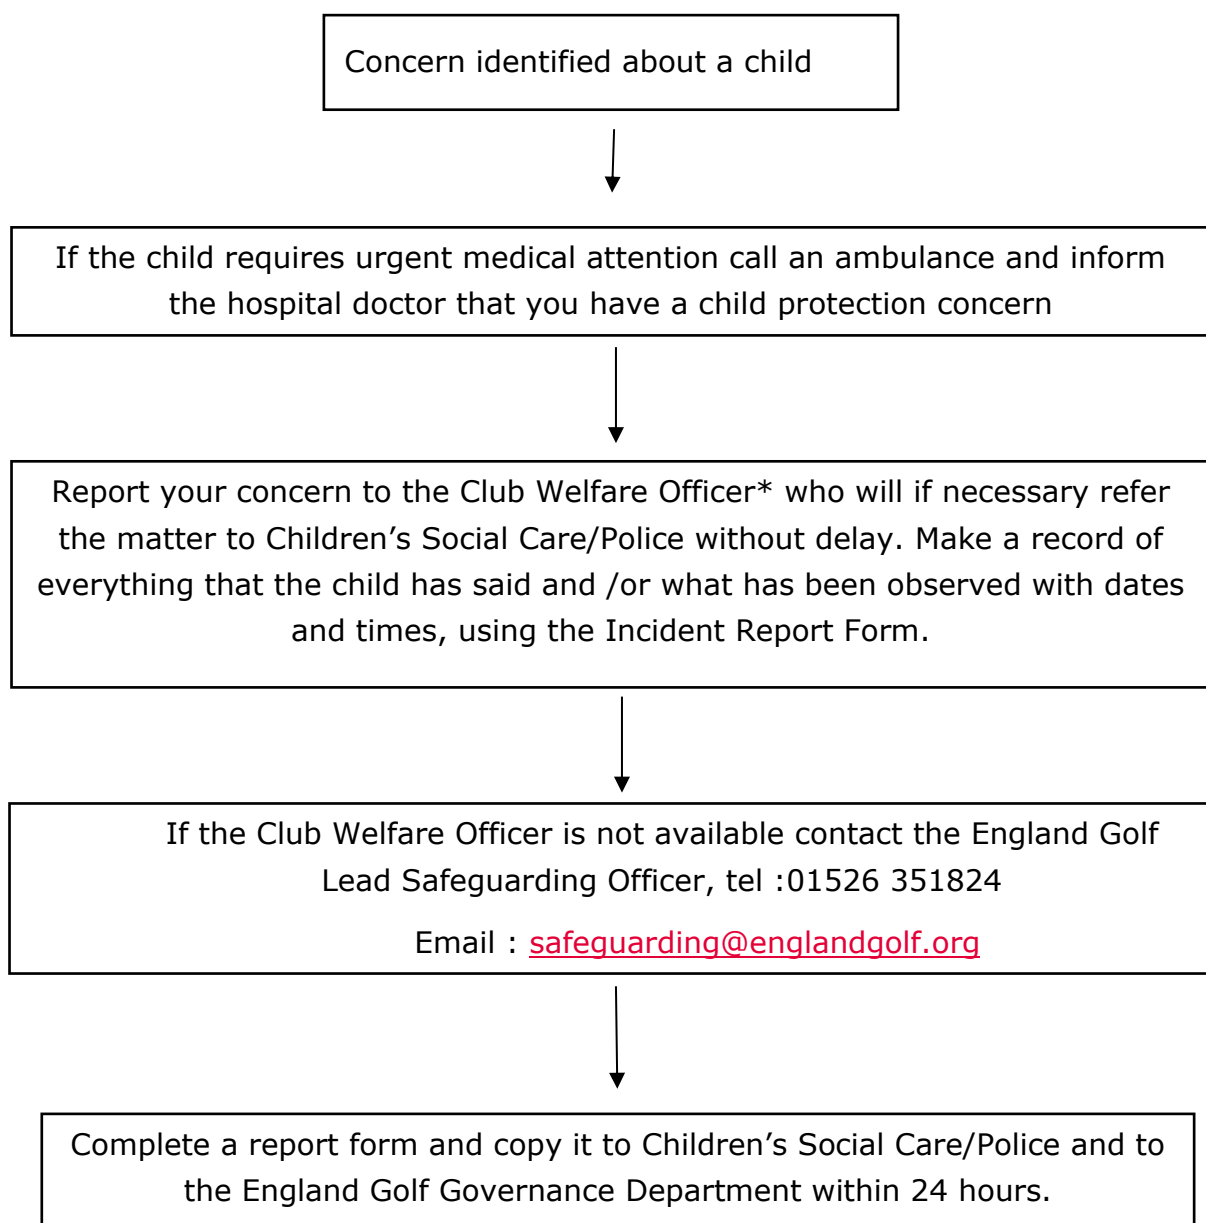 Concern identified about a child
If the child requires urgent medical attention call an ambulance and inform
the hospital doctor that you have a child protection concern
Report your concern to the Club Welfare Officer* who will if necessary refer
the matter to Children’s Social Care/Police without delay. Make a record of
everything that the child has said and /or what has been observed with dates
and times, using the Incident Report Form.
If the Club Welfare Officer is not available contact the England Golf
Lead Safeguarding Officer, tel :01526 351824
Email : safeguarding@englandgolf.org
Complete a report form and copy it to Children’s Social Care/Police and to
the England Golf Governance Department within 24 hours.